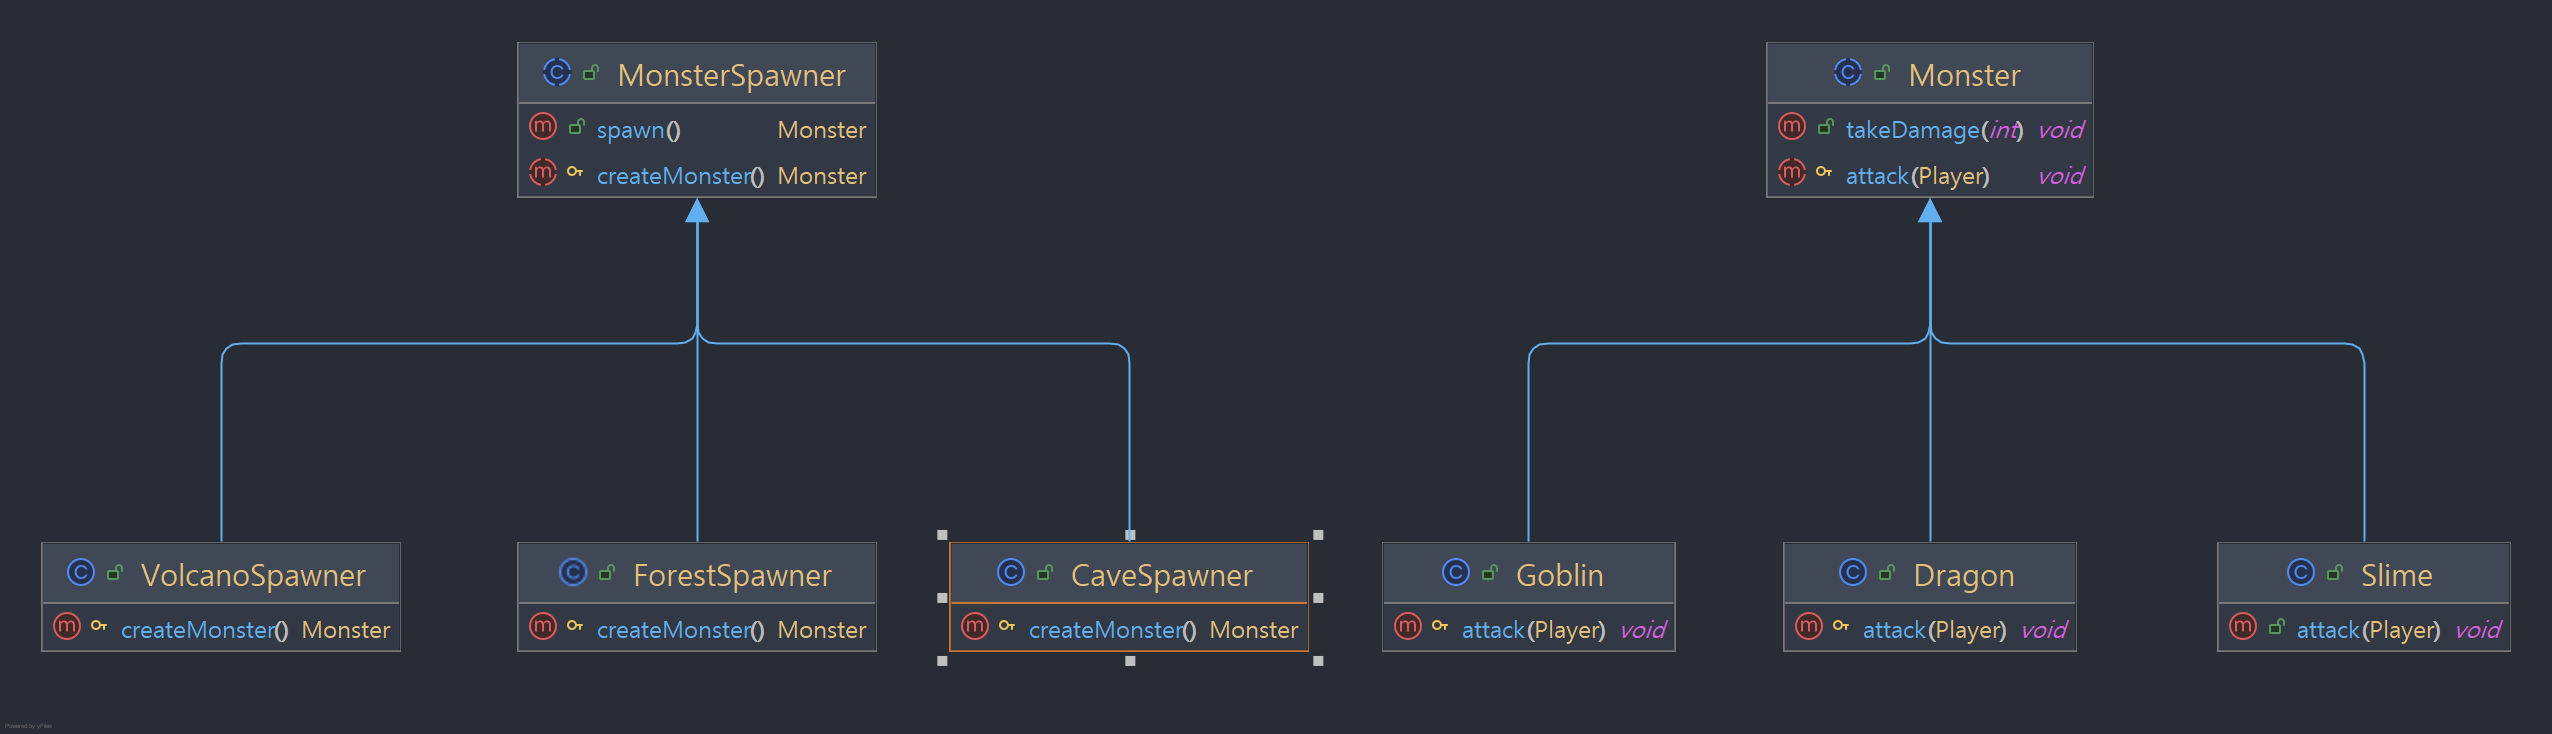 MonsterSpawner
spawn() Monster
createMonster() Monster
Monster
takeDamage(int) void
attack(Player) void
VolcanoSpawner
createMonster() Monster
ForestSpawner
createMonster() Monster
CaveSpawner
createMonster() Monster
Goblin
attack(Player) void
Dragon
attack(Player) void
Slime
attack(Player) void
Powered by yFiles